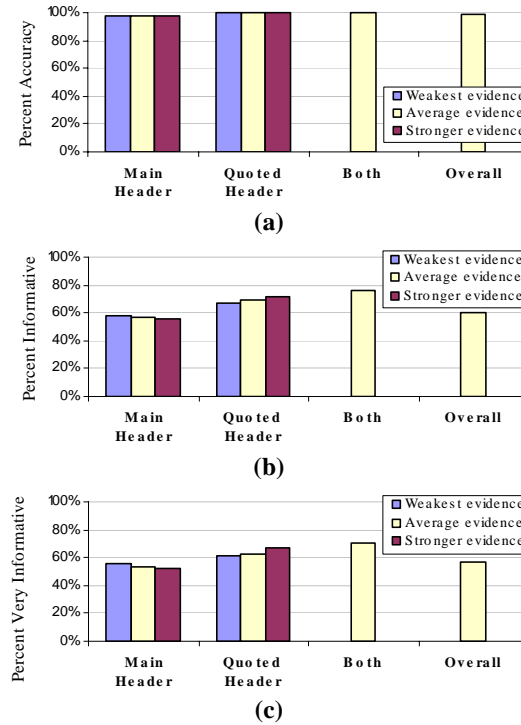 Percent Accuracy
100%
80%
60%
40%
20%
0%
Weakest evidence
Average evidence
Stronger evidence
Main Header
Quoted Header
Both
Overall
(a)
Percent Informative
100%
80%
60%
40%
20%
0%
Weakest evidence
Average evidence
Stronger evidence
Main Header
Quoted Header
Both
Overall
(b)
Percent Very Informative
100%
80%
60%
40%
20%
0%
Weakest evidence
Average evidence
Stronger evidence
Main Header
Quoted Header
Both
Overall
(c)